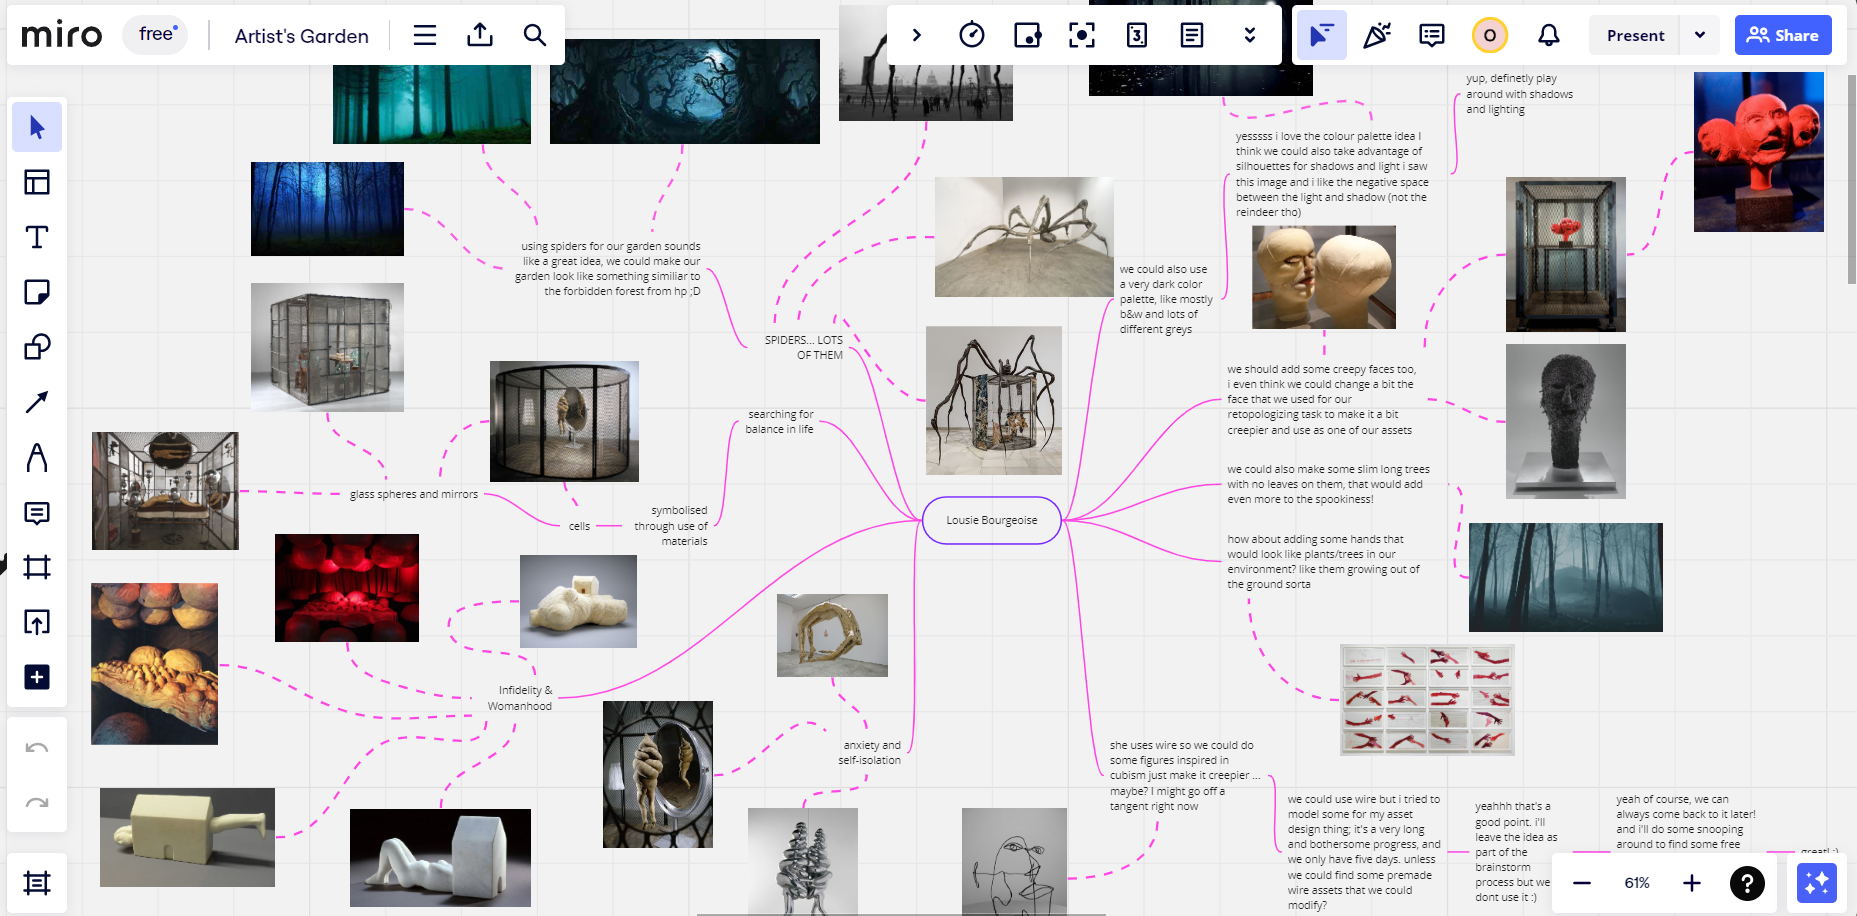 miro
free
Artist's Garden
3
O
Present
Share
yup, definetly play
around with shadows
and lighting
yesssss i love the colour palette idea I
think we could also take advantage of
silhouettes for shadows and light i saw
this image and i like the negative space
between the light and shadow (not the
reindeer tho)
using spiders for our garden sounds
like a great idea, we could make our
garden look like something similiar to
the forbidden forest from hp ;D
we could also use
a very dark color
palette, like mostly
b&w and lots of
different greys
SPIDERS... LOTS
OF THEM
we should add some creepy faces too,
i even think we could change a bit the
face that we used for our
retopologizing task to make it a bit
creepier and use as one of our assets
searching for
balance in life
we could also make some slim long trees
with no leaves on them, that would add
even more to the spookiness!
glass spheres and mirrors
cells
symbolised
through use of
materials
Lousie Bourgeoise
how about adding some hands that
would look like plants/trees in our
environment? like them growing out of
the ground sorta
Infidelity &
Womanhood
anxiety and
self-isolation
she uses wire so we could do
some figures inspired in
cubism just make it creepier ...
maybe? I might go off a
tangent right now
we could use wire but i tried to
model some for my asset
design thing; it's a very long
and bothersome progress, and
we only have five days. unless
we could find some premade
wire assets that we could
modify?
yeahhh that's a
good point. i'll
leave the idea as
part of the
brainstorm
process but we
dont use it :)
yeah of course, we can
always come back to it later!
and i'll do some snooping
around to find some free
great! :)
61%
?